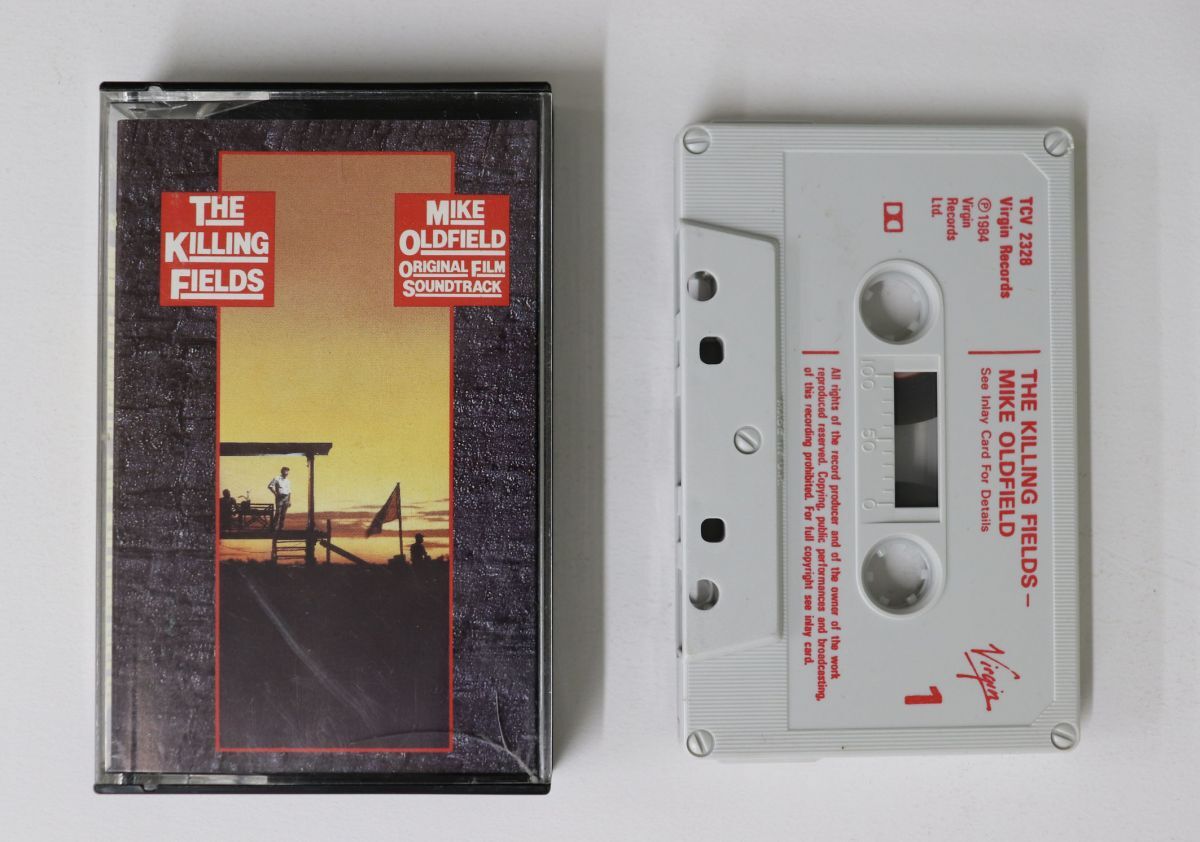 THE
KILLING
FIELDS
MIKE
OLDFIELD
ORIGINAL FILM
SOUNDTRACK
TCV 2328
Virgin Records
℗ 1984
Virgin
Records
Ltd.
THE KILLING FIELDS –
MIKE OLDFIELD
See Inlay Card For Details
100 50 0
All rights of the record producer and of the owner of the work
reproduced reserved. Copying, public performances and broadcasting,
of this recording prohibited. For full copyright see inlay card.
Virgin
1